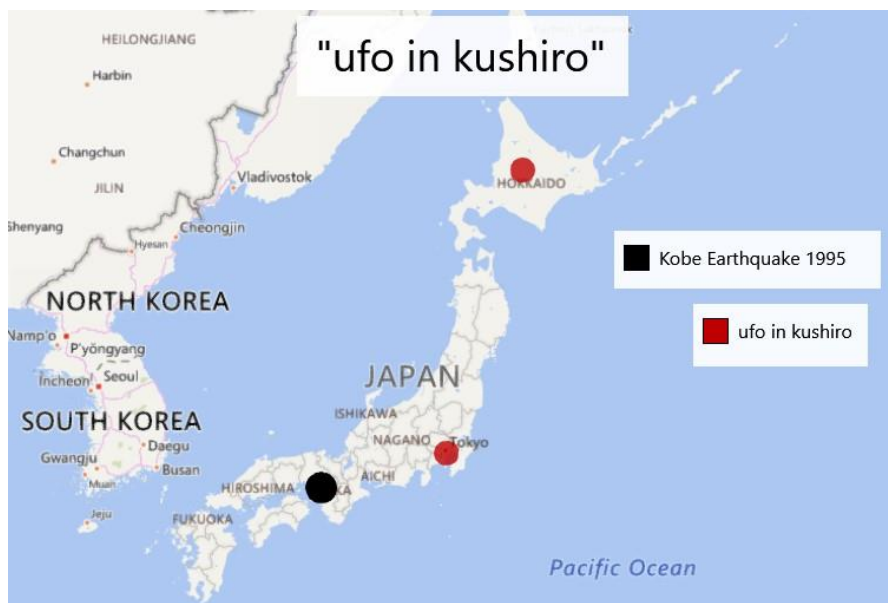 "ufo in kushiro"
HEILONGJIANG
Harbin
Changchun
JILIN
Vladivostok
HOKKAIDO
Shenyang
Cheongjin
Hyesan
Kobe Earthquake 1995
NORTH KOREA
ufo in kushiro
Namp'o
P'yŏngyang
Incheon
Seoul
JAPAN
ISHIKAWA
SOUTH KOREA
NAGANO
Tokyo
Daegu
Gwangju
Busan
AICHI
Muan
HIROSHIMA
KA
Jeju
FUKUOKA
Pacific Ocean